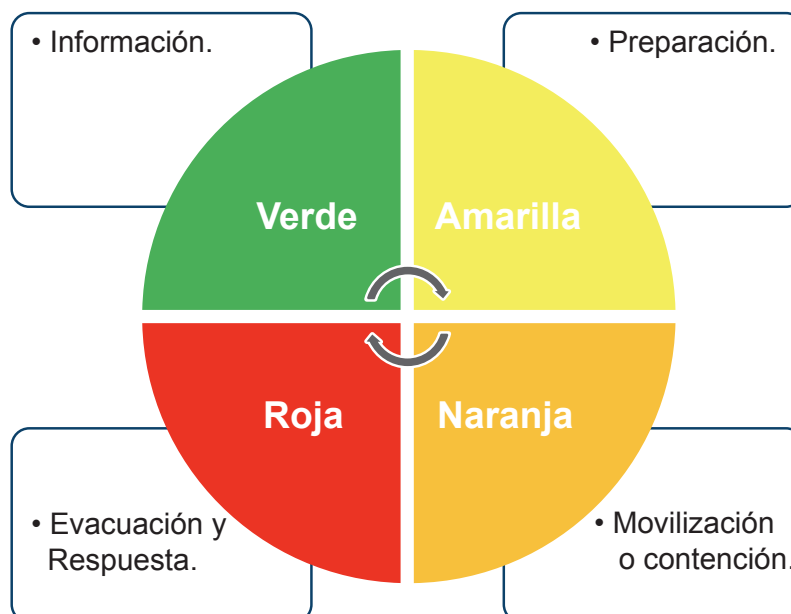 • Información.
• Preparación.
Verde
Amarilla
Roja
Naranja
• Evacuación y
Respuesta.
• Movilización
o contención.